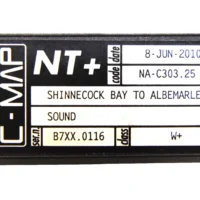 C-MAP
NT+
date 8-JUN-2010
code NA-C303.25
SHINNECOCK BAY TO ALBEMARLE
SOUND
ser.n. B7XX.0116 class W+